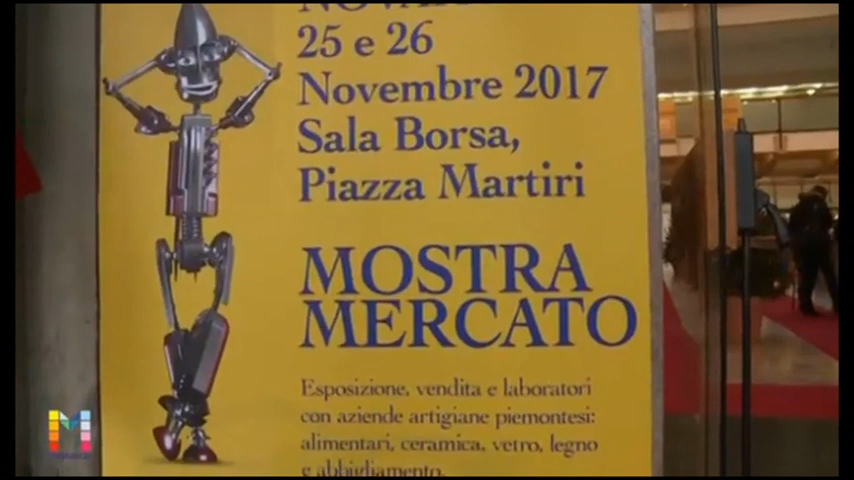 25 e 26
Novembre 2017
Sala Borsa,
Piazza Martiri
MOSTRA
MERCATO
Esposizione, vendita e laboratori
con aziende artigiane piemontesi:
alimentari, ceramica, vetro, legno
e abbigliamento.
M